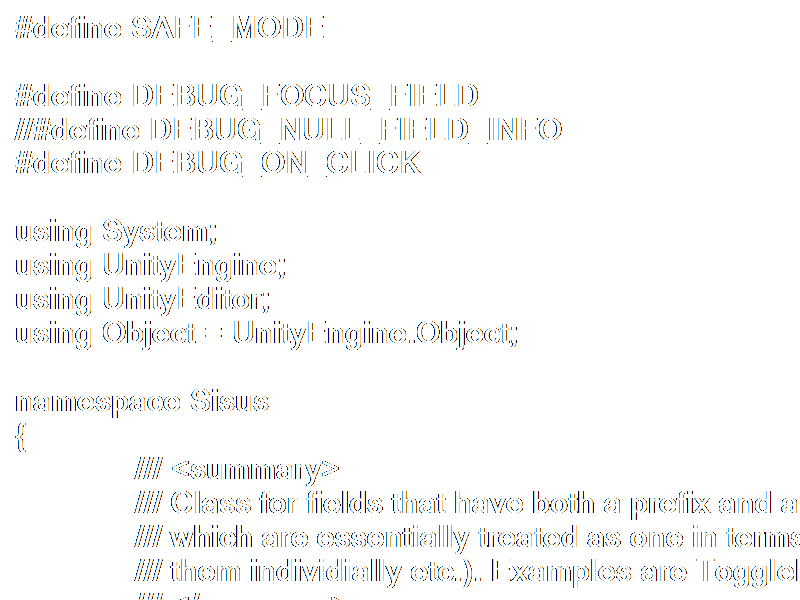 #define SAFE_MODE
#define DEBUG_FOCUS_FIELD
//#define DEBUG_NULL_FIELD_INFO
#define DEBUG_ON_CLICK
using System;
using UnityEngine;
using UnityEditor;
using Object = UnityEngine.Object;
namespace Sisus
{
/// <summary>
/// Class for fields that have both a prefix and a
/// which are essentially treated as one in terms
/// them individially etc.). Examples are Toggle